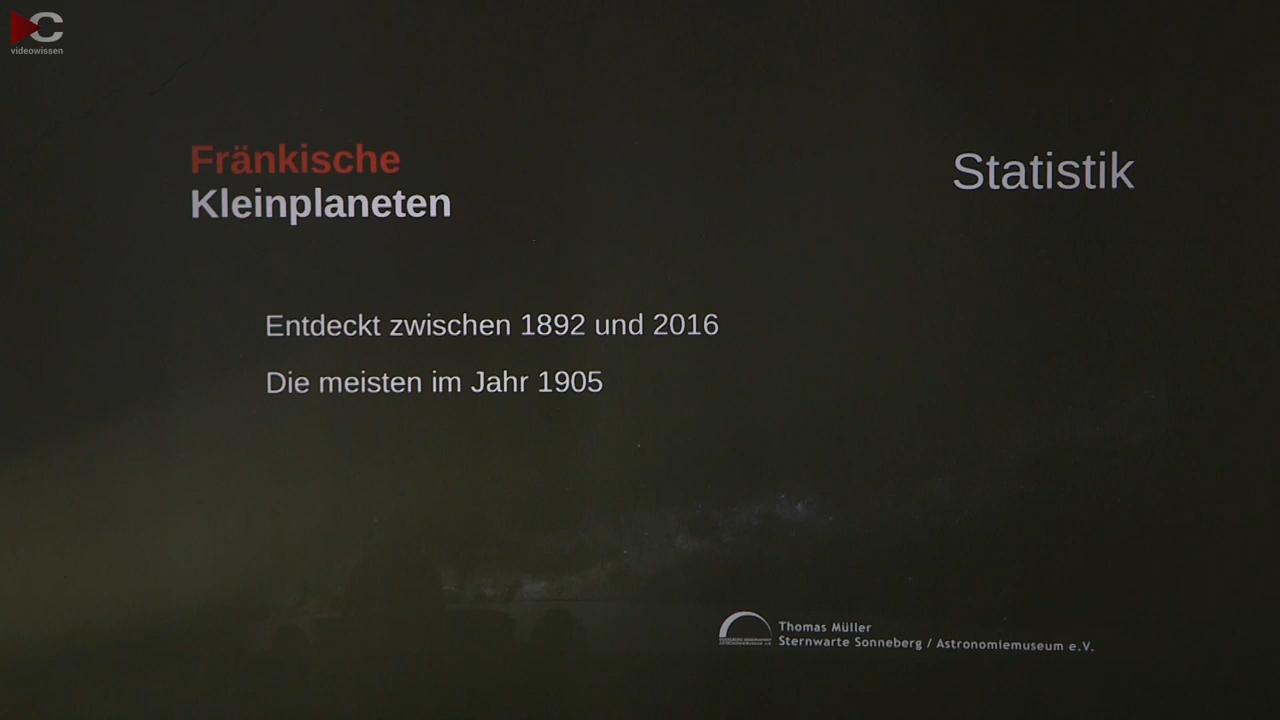 videowissen
Fränkische
Kleinplaneten
Statistik
Entdeckt zwischen 1892 und 2016
Die meisten im Jahr 1905
Thomas Müller
Sternwarte Sonneberg / Astronomiemuseum e.V.